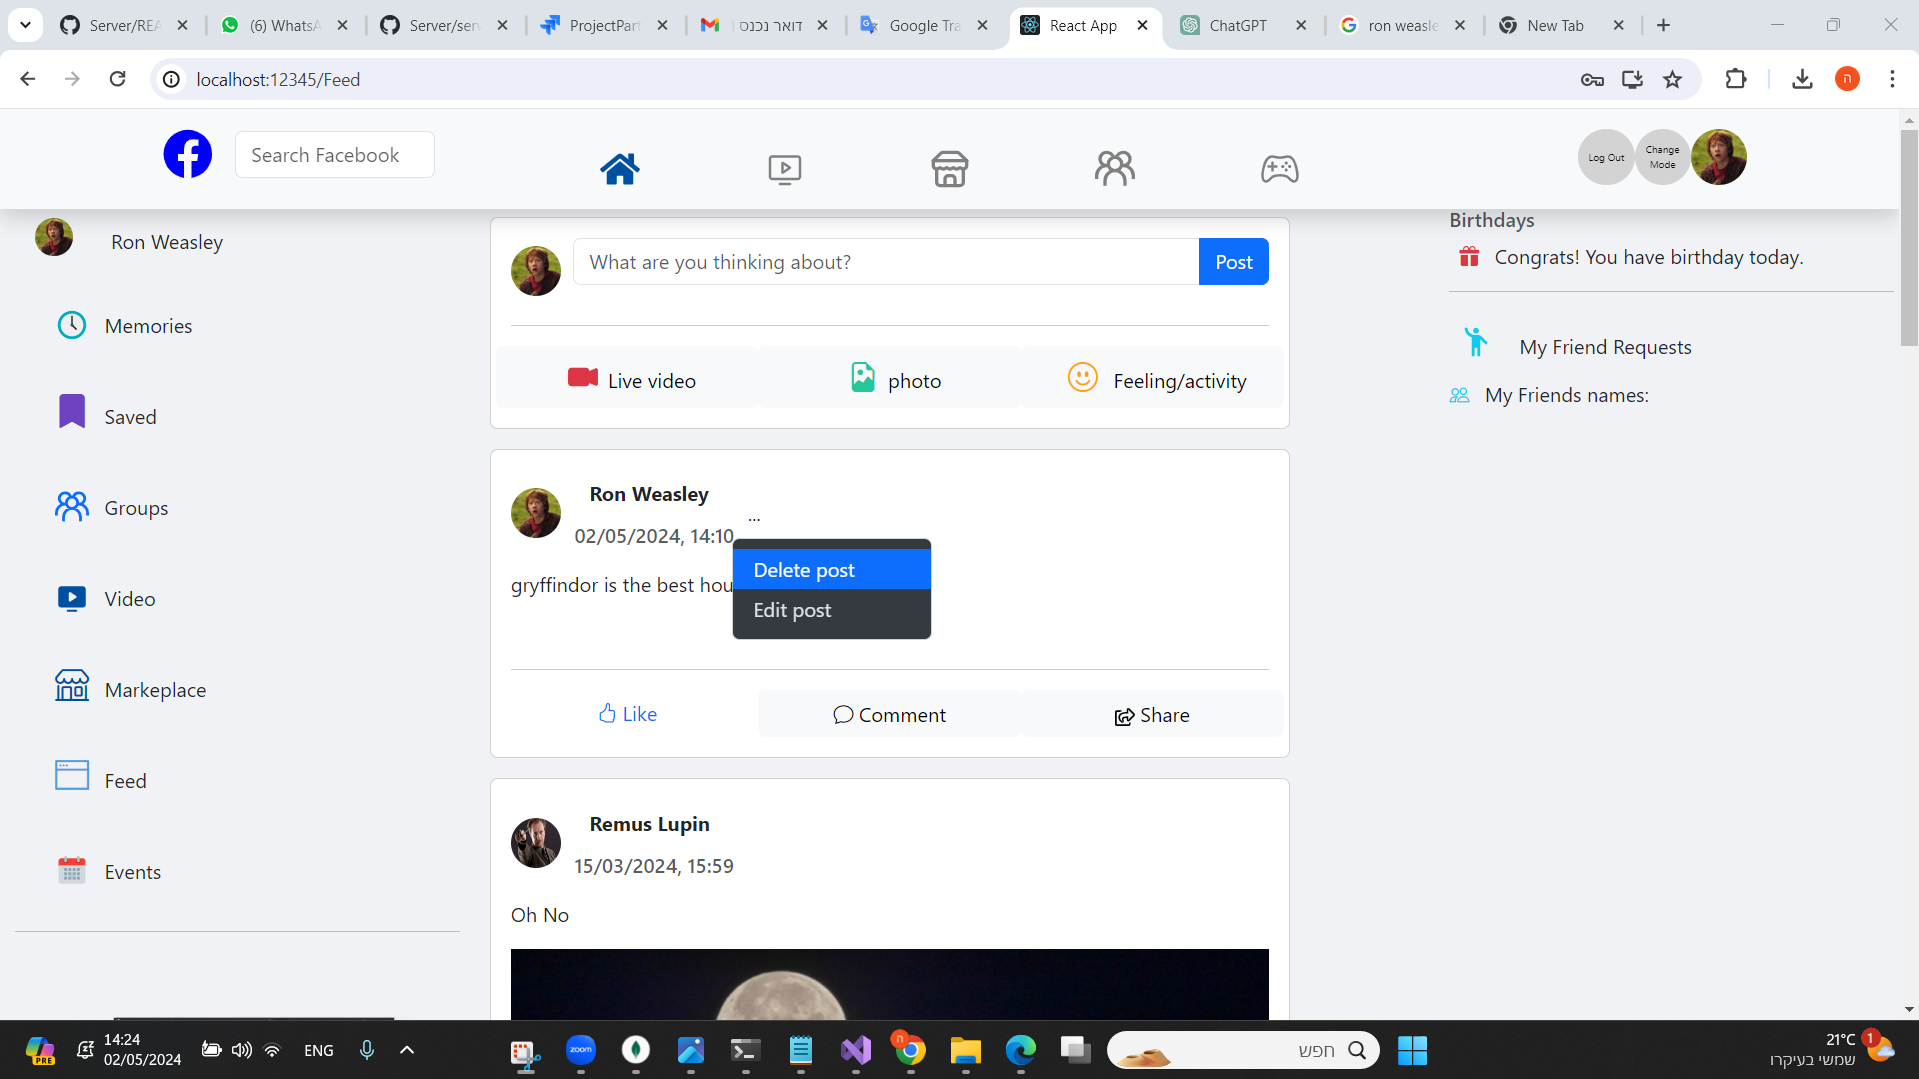 Server/REA
(6) WhatsA
Server/serv
ProjectPart
דואר נכנס
Google Tra
React App
ChatGPT
ron weasle
New Tab
localhost:12345/Feed
ה
Search Facebook
Log Out
Change
Mode
Ron Weasley
Memories
Saved
Groups
Video
Markeplace
Feed
Events
What are you thinking about?
Post
Live video
photo
Feeling/activity
Ron Weasley
...
02/05/2024, 14:10
gryffindor is the best hou
Delete post
Edit post
Like
Comment
Share
Remus Lupin
15/03/2024, 15:59
Oh No
Birthdays
Congrats! You have birthday today.
My Friend Requests
My Friends names:
PRE
14:24
02/05/2024
ENG
zoom
ה
חפש
21°C
שמשי בעיקרו
1